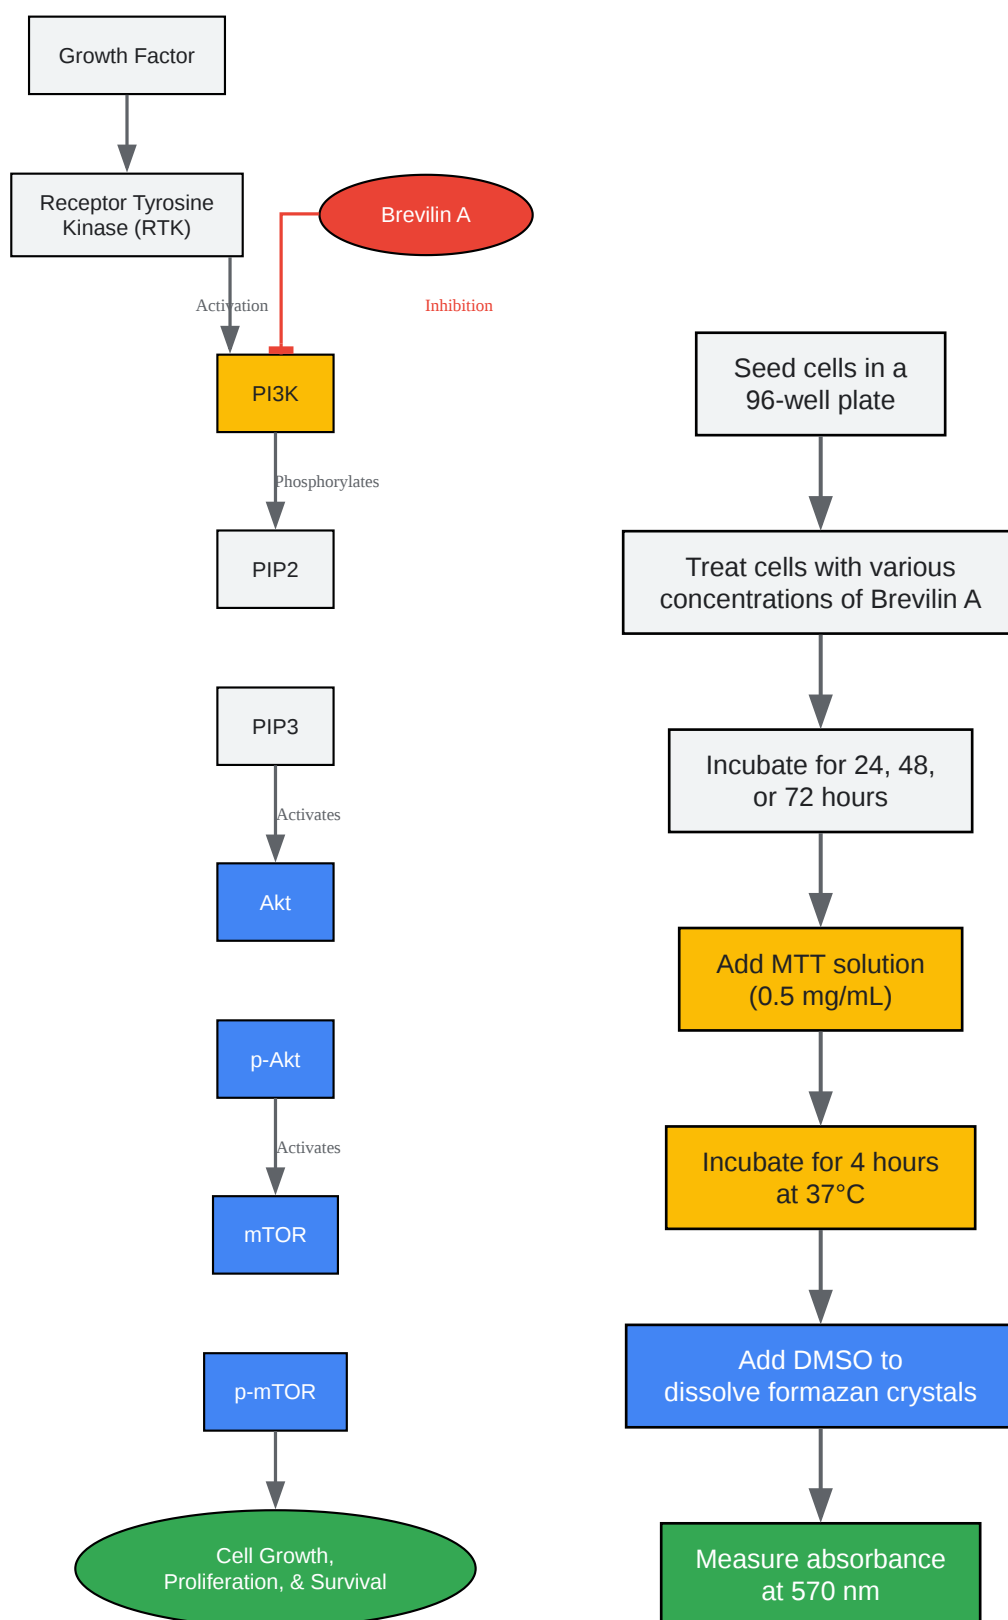 Growth Factor
Receptor Tyrosine
Kinase (RTK)
Brevilin A
Activation
Inhibition
PI3K
Phosphorylates
PIP2
PIP3
Activates
Akt
p-Akt
Activates
mTOR
p-mTOR
Cell Growth,
Proliferation, & Survival
Seed cells in a
96-well plate
Treat cells with various
concentrations of Brevilin A
Incubate for 24, 48,
or 72 hours
Add MTT solution
(0.5 mg/mL)
Incubate for 4 hours
at 37°C
Add DMSO to
dissolve formazan crystals
Measure absorbance
at 570 nm